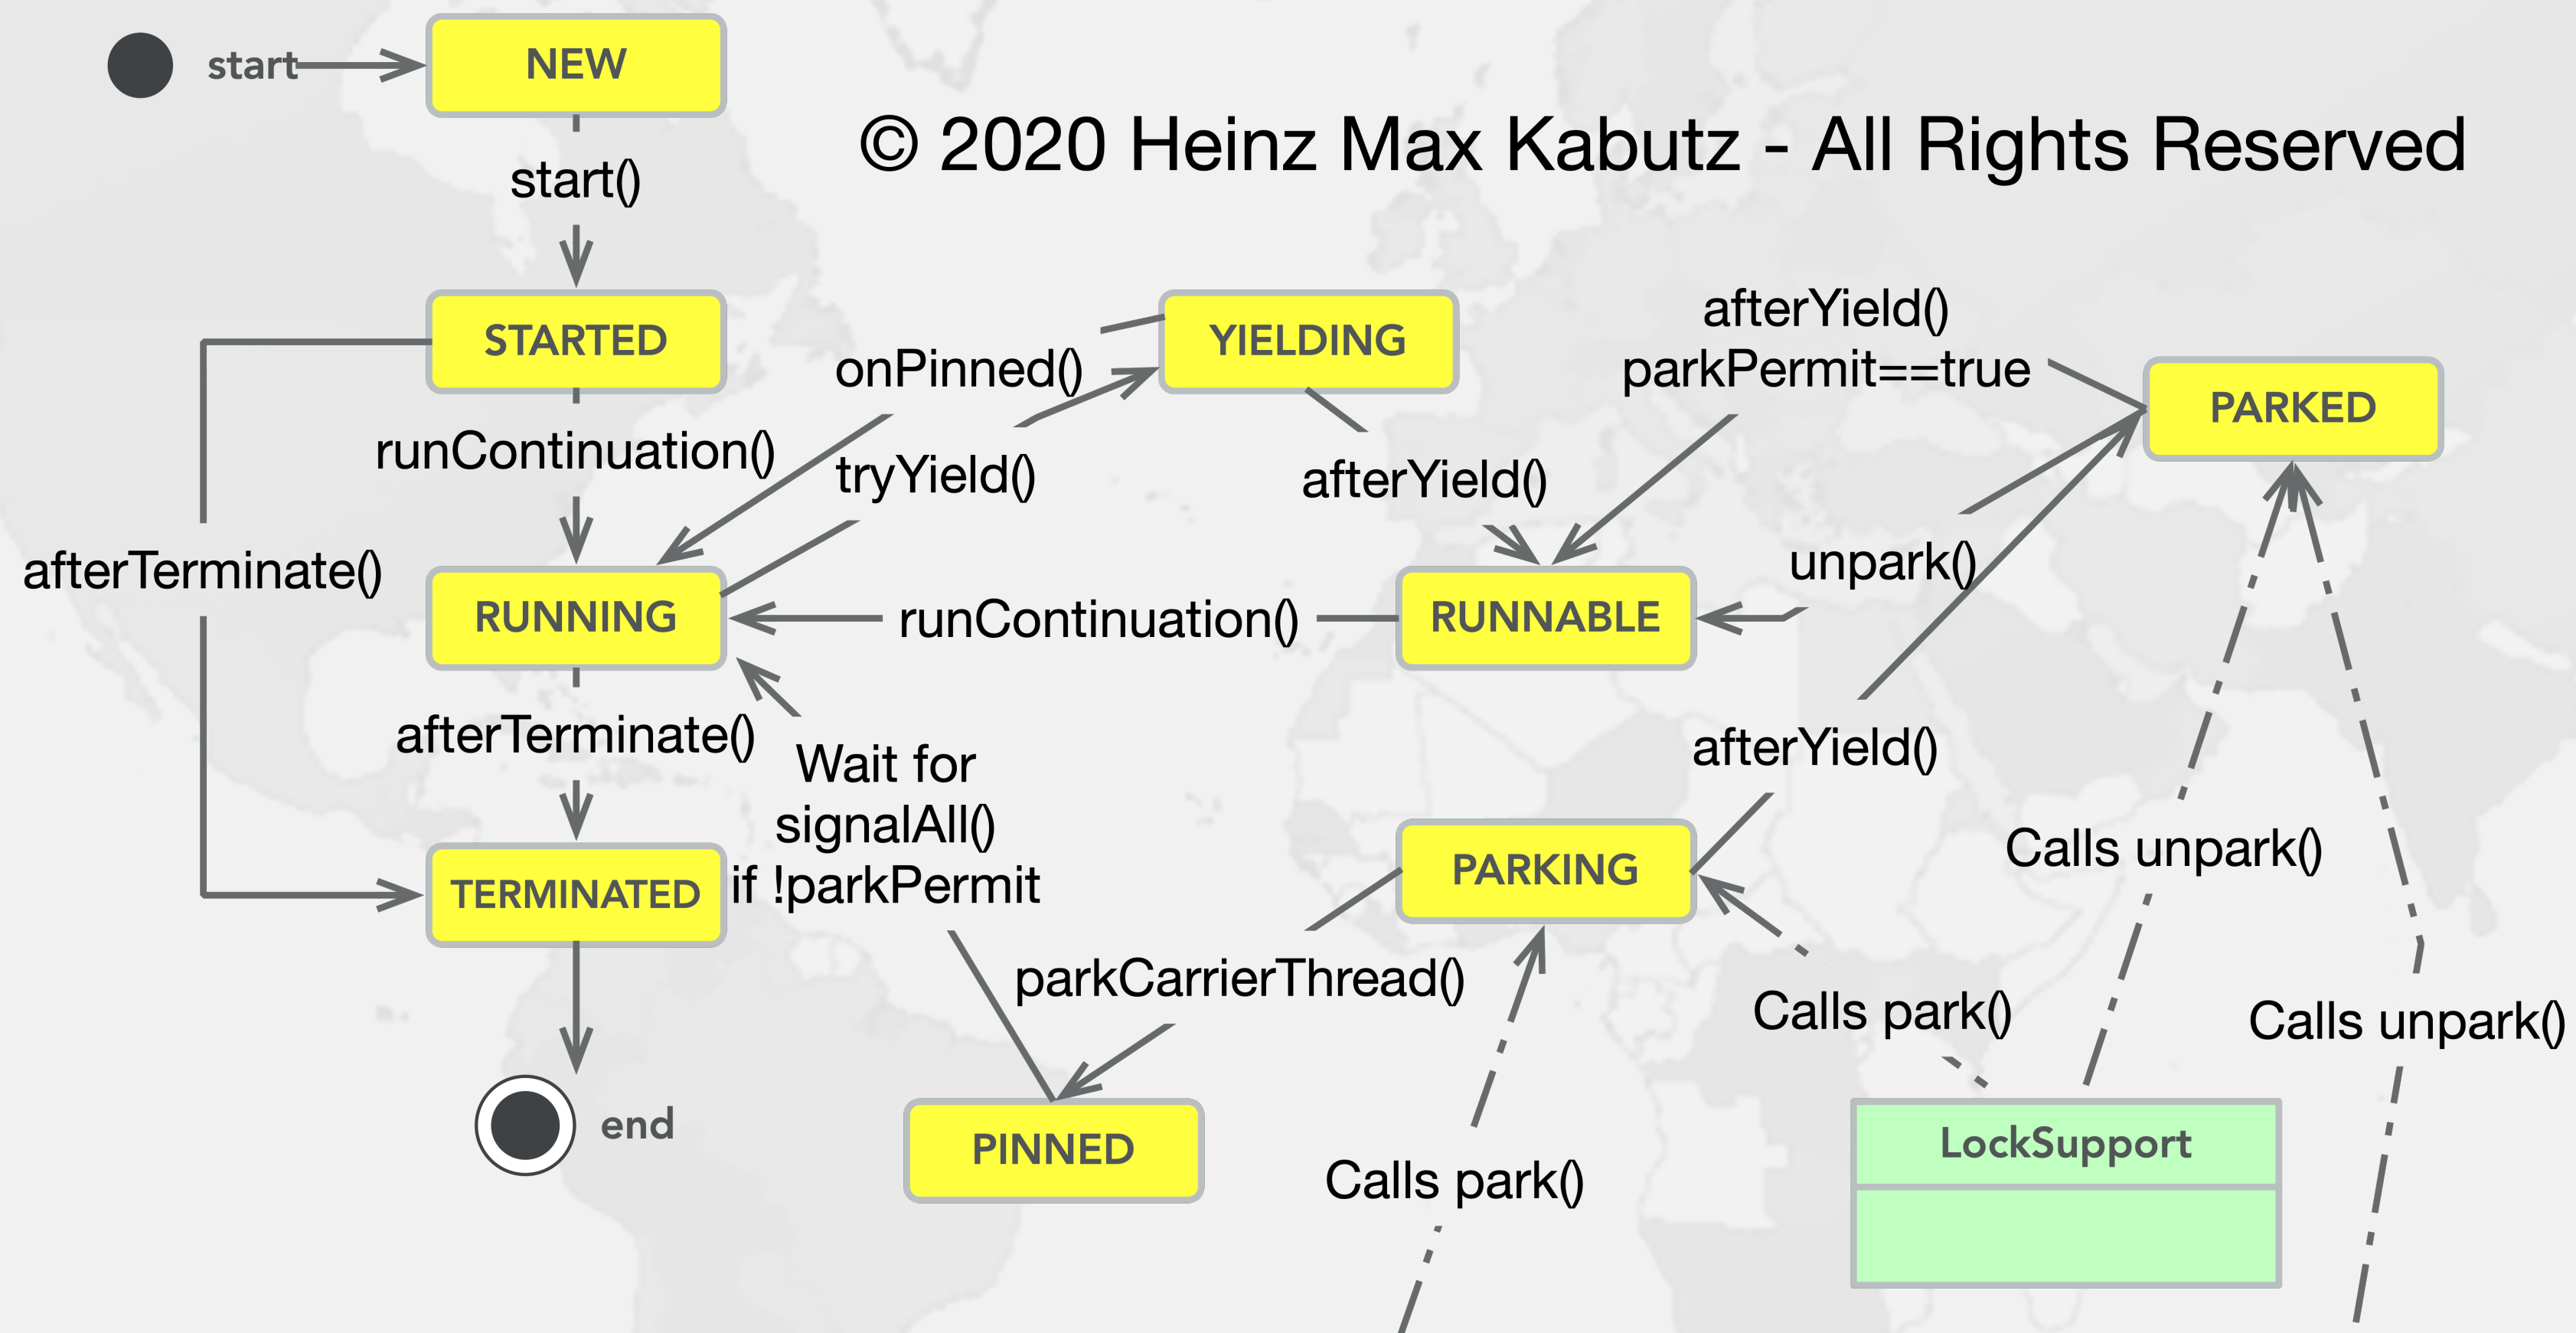 start
NEW
© 2020 Heinz Max Kabutz - All Rights Reserved
start()
STARTED
YIELDING
afterYield()
parkPermit==true
PARKED
onPinned()
runContinuation()
tryYield()
afterYield()
afterTerminate()
unpark()
RUNNING
runContinuation()
RUNNABLE
afterTerminate()
Wait for
signalAll()
if !parkPermit
afterYield()
TERMINATED
PARKING
Calls unpark()
parkCarrierThread()
Calls park()
Calls unpark()
end
PINNED
Calls park()
LockSupport